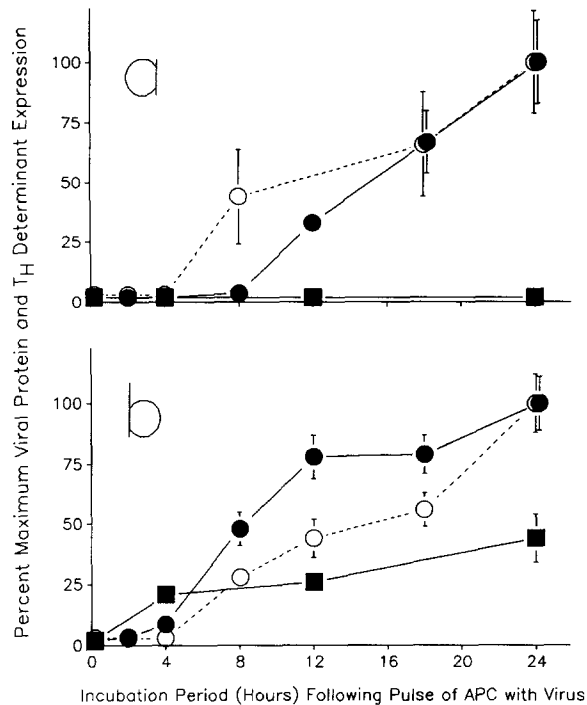 Percent Maximum Viral Protein and TH Determinant Expression
a
100
75
50
25
0
b
100
75
50
25
0
0 4 8 12 16 20 24
Incubation Period (Hours) Following Pulse of APC with Virus